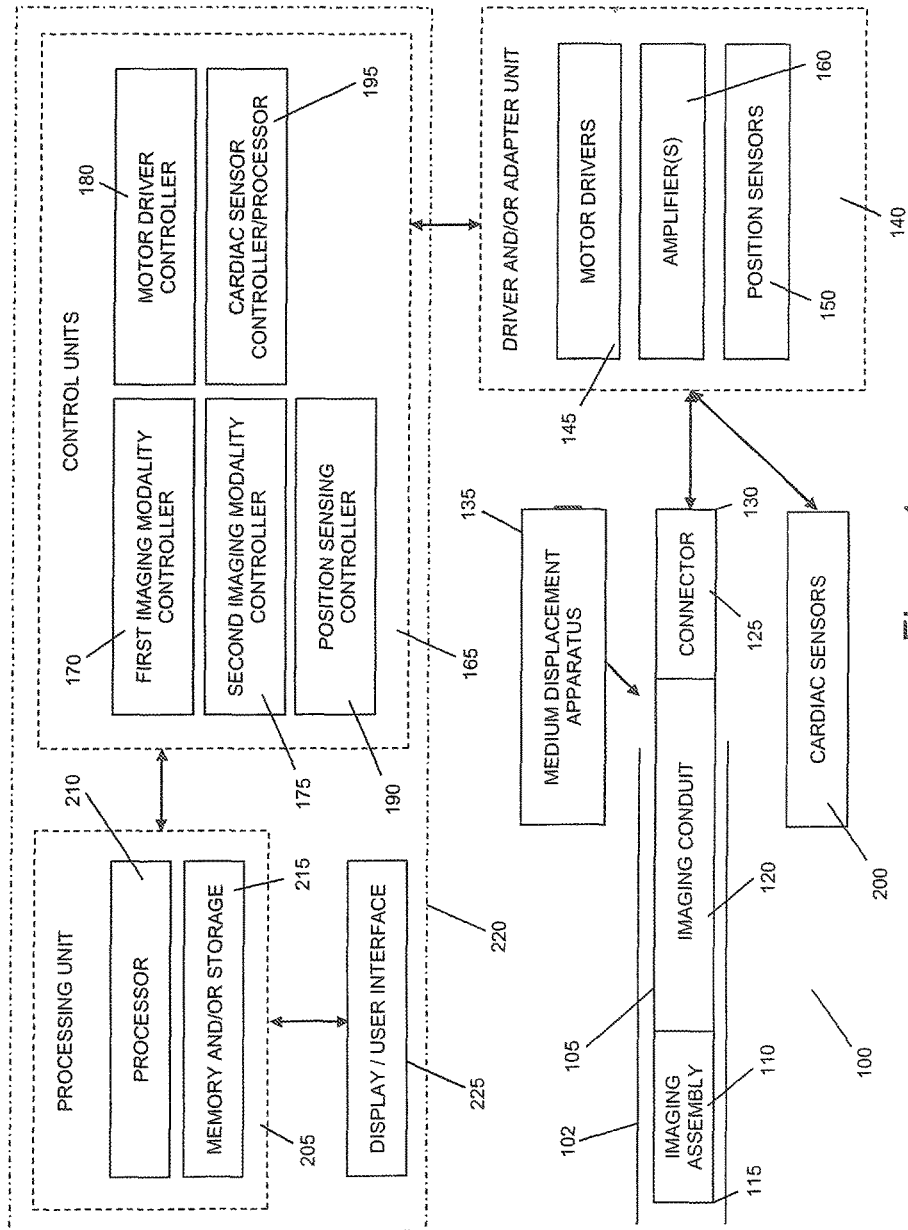 PROCESSING UNIT
PROCESSOR
210
MEMORY AND/OR STORAGE
215
205
DISPLAY / USER INTERFACE
225
220
CONTROL UNITS
170
FIRST IMAGING MODALITY
CONTROLLER
SECOND IMAGING MODALITY
CONTROLLER
175
POSITION SENSING
CONTROLLER
190
165
180
MOTOR DRIVER
CONTROLLER
CARDIAC SENSOR
CONTROLLER/PROCESSOR
195
DRIVER AND/OR ADAPTER UNIT
MOTOR DRIVERS
145
AMPLIFIER(S)
160
POSITION SENSORS
150
140
MEDIUM DISPLACEMENT
APPARATUS
135
102
105
IMAGING
ASSEMBLY
110
115
IMAGING CONDUIT
120
CONNECTOR
125
130
CARDIAC SENSORS
200
100